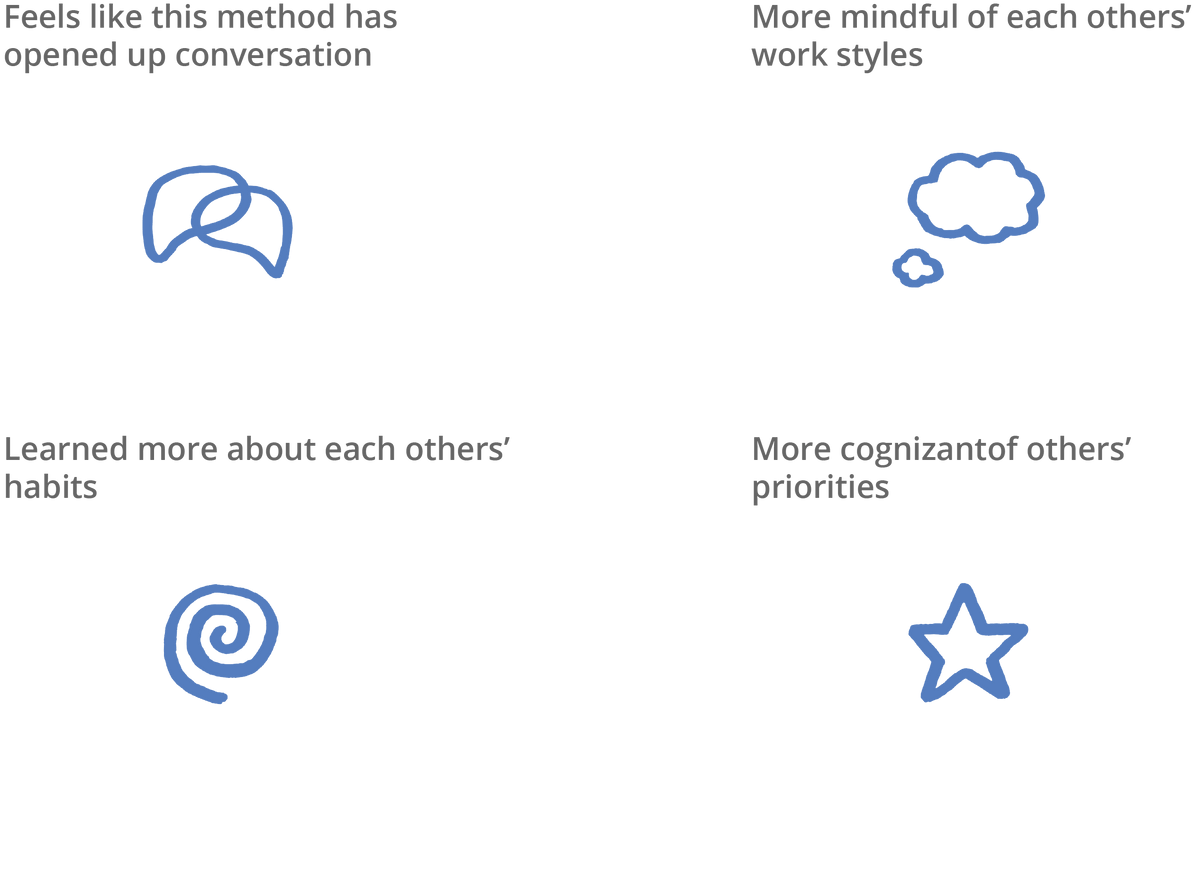 Feels like this method has
opened up conversation
More mindful of each others’
work styles
Learned more about each others’
habits
More cognizantof others’
priorities